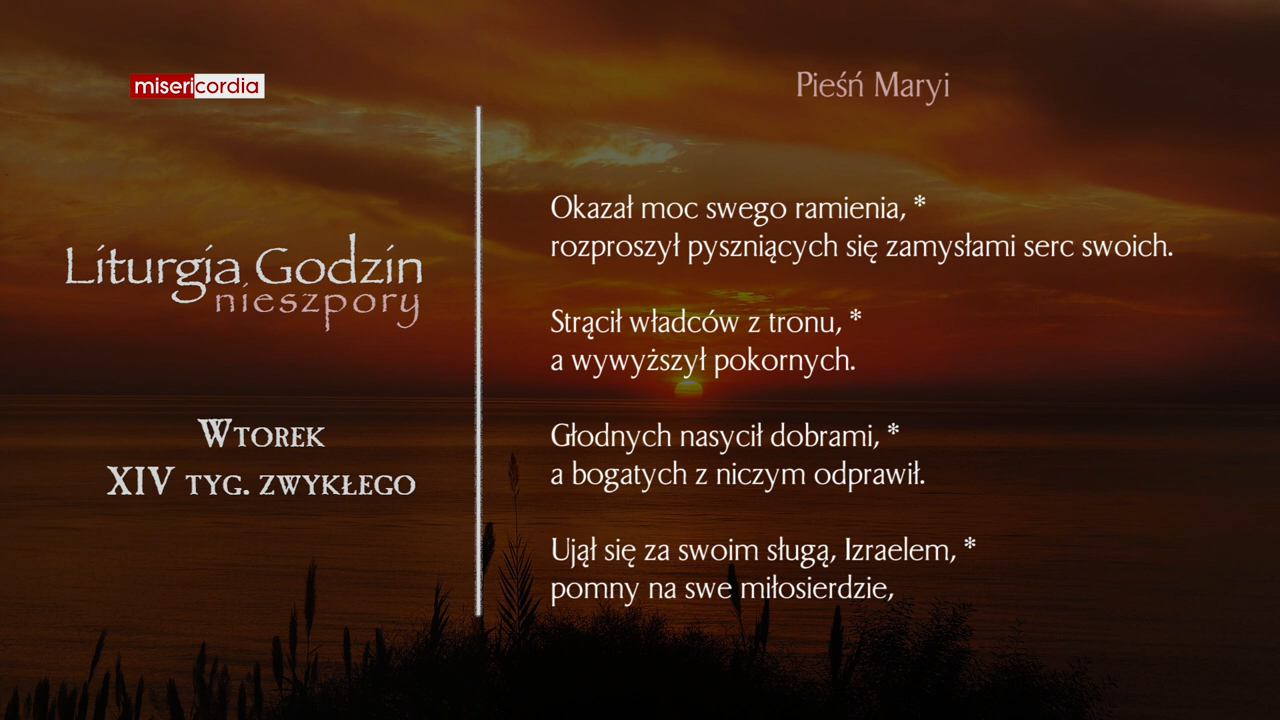 misericordia
Liturgia Godzin
nieszpory
Wtorek
XIV tyg. zwykłego
Pieśń Maryi
Okazał moc swego ramienia, *
rozproszył pyszniących się zamysłami serc swoich.
Strącił władców z tronu, *
a wywyższył pokornych.
Głodnych nasycił dobrami, *
a bogatych z niczym odprawił.
Ujął się za swoim sługą, Izraelem, *
pomny na swe miłosierdzie,